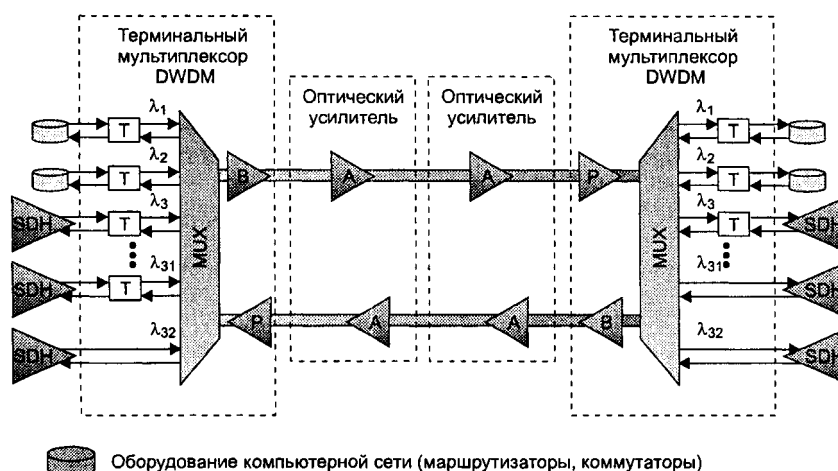 Терминальный
мультиплексор
DWDM
Терминальный
мультиплексор
DWDM
Оптический
усилитель
Оптический
усилитель
λ1
T
λ2
T
λ3
SDH
T
λ31
SDH
T
λ32
SDH
MUX
B
A
A
P
P
A
A
B
MUX
λ1
T
λ2
T
λ3
T
SDH
λ31
SDH
λ32
SDH
Оборудование компьютерной сети (маршрутизаторы, коммутаторы)